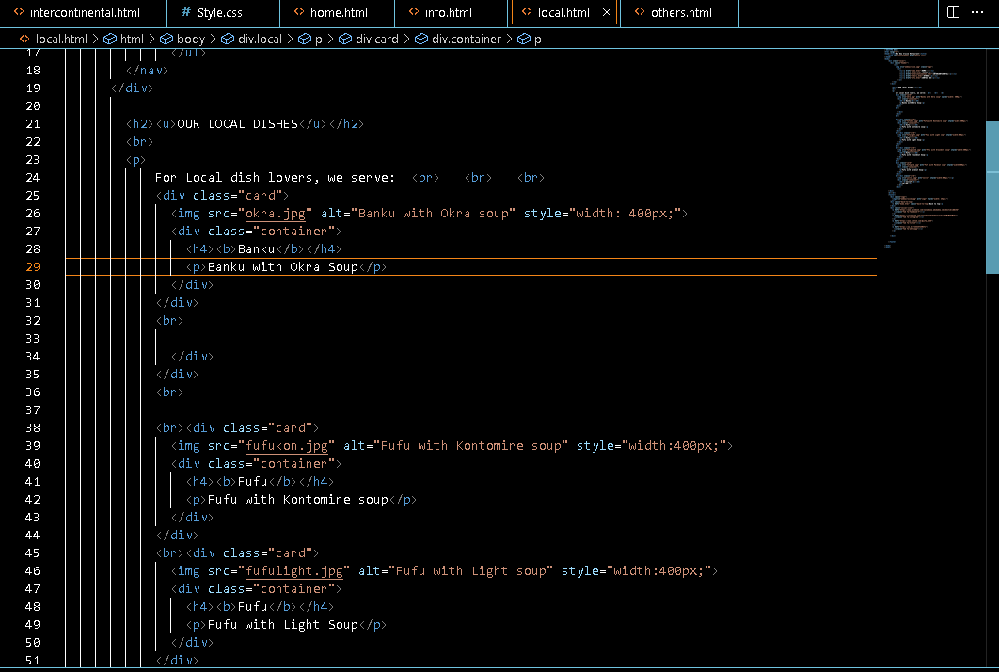 intercontinental.html # Style.css home.html info.html local.html others.html
local.html > html > body > div.local > p > div.card > div.container > p
17 </ul>
18 </nav>
19 </div>
20
21 <h2><u>OUR LOCAL DISHES</u></h2>
22 <br>
23 <p>
24 For Local dish lovers, we serve: <br> <br> <br>
25 <div class="card">
26 <img src="okra.jpg" alt="Banku with Okra soup" style="width: 400px;">
27 <div class="container">
28 <h4><b>Banku</b></h4>
29 <p>Banku with Okra Soup</p>
30 </div>
31 </div>
32 <br>
33
34 </div>
35 </div>
36 <br>
37
38 <br><div class="card">
39 <img src="fufukon.jpg" alt="Fufu with Kontomire soup" style="width:400px;">
40 <div class="container">
41 <h4><b>Fufu</b></h4>
42 <p>Fufu with Kontomire soup</p>
43 </div>
44 </div>
45 <br><div class="card">
46 <img src="fufulight.jpg" alt="Fufu with Light soup" style="width:400px;">
47 <div class="container">
48 <h4><b>Fufu</b></h4>
49 <p>Fufu with Light Soup</p>
50 </div>
51 </div>